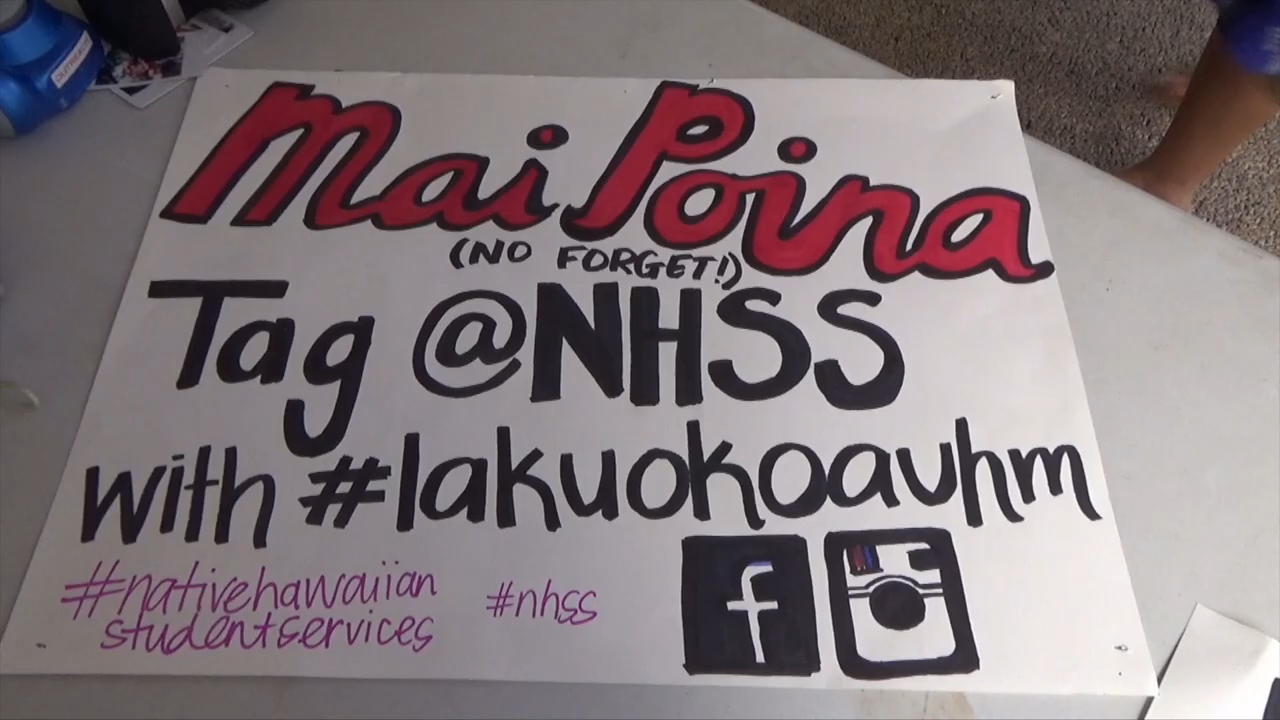 Mai Poina
(NO FORGET!)
Tag @NHSS
with #lakuokoauhm
#nativehawaiian
studentservices
#nhss
f